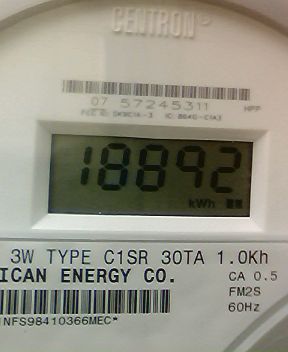 CENTRON®
07 57245311 HPP
18892
kWh
3W TYPE C1SR 30TA 1.0Kh
ICAN ENERGY CO. CA 0.5
FM2S
60Hz
NFS98410366MEC*